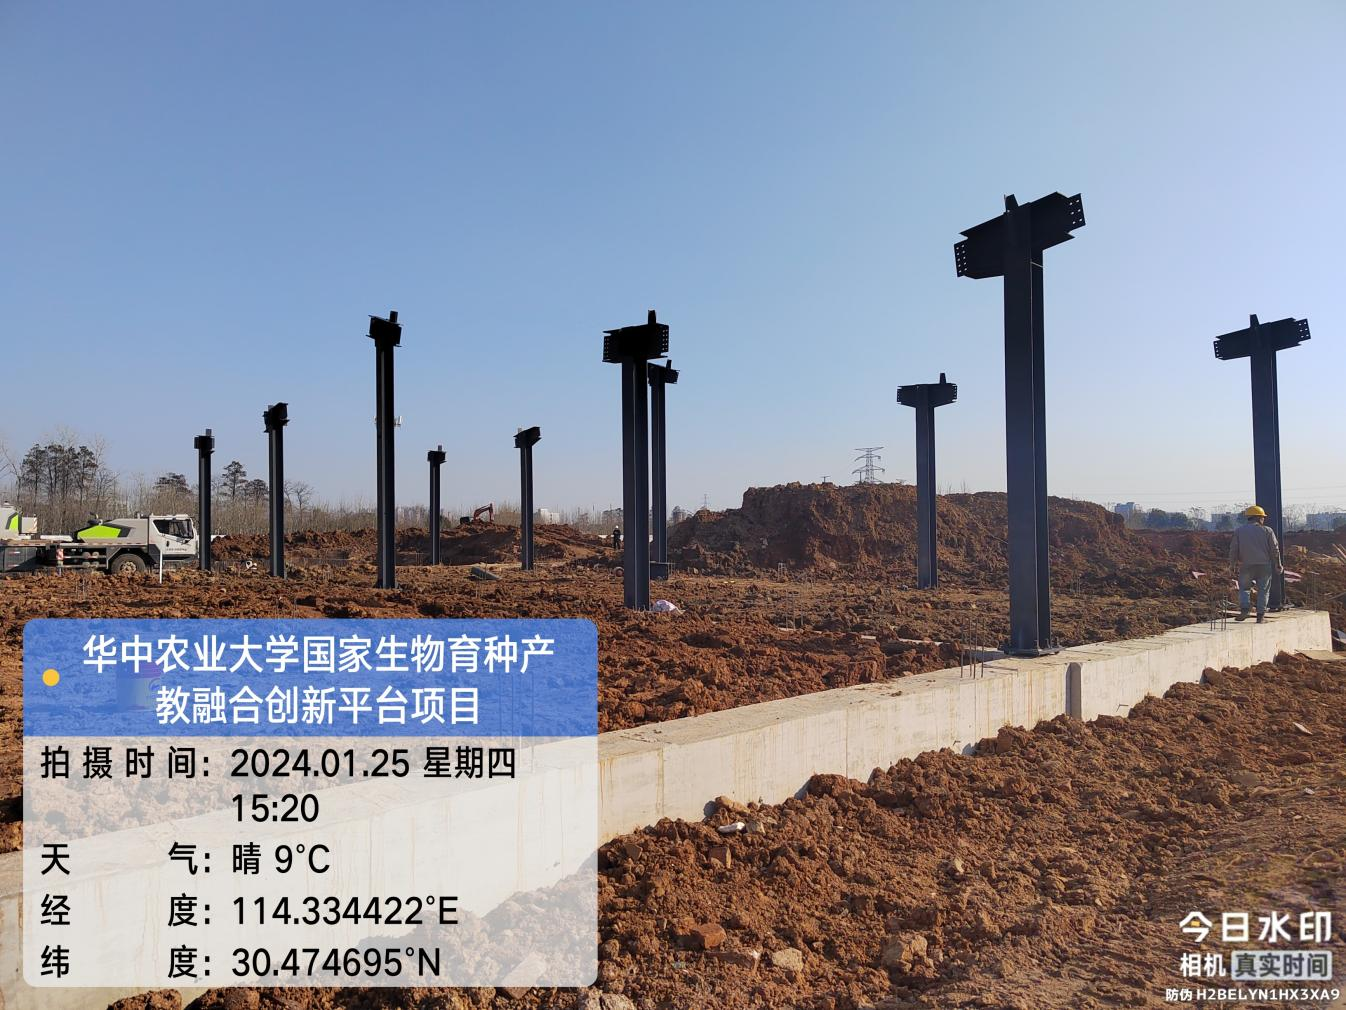 华中农业大学国家生物育种产
教融合创新平台项目
拍摄时间：2024.01.25 星期四
15:20
天气：晴 9°C
经度：114.334422°E
纬度：30.474695°N
今日水印
相机 真实时间
防伪 H2BELYN1HX3XA9